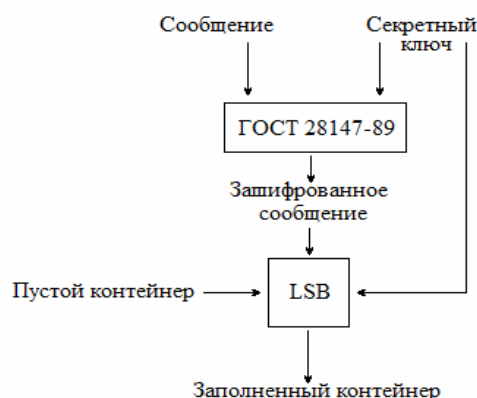 Сообщение
Секретный
ключ
ГОСТ 28147-89
Зашифрованное
сообщение
Пустой контейнер
LSB
Заполненный контейнер